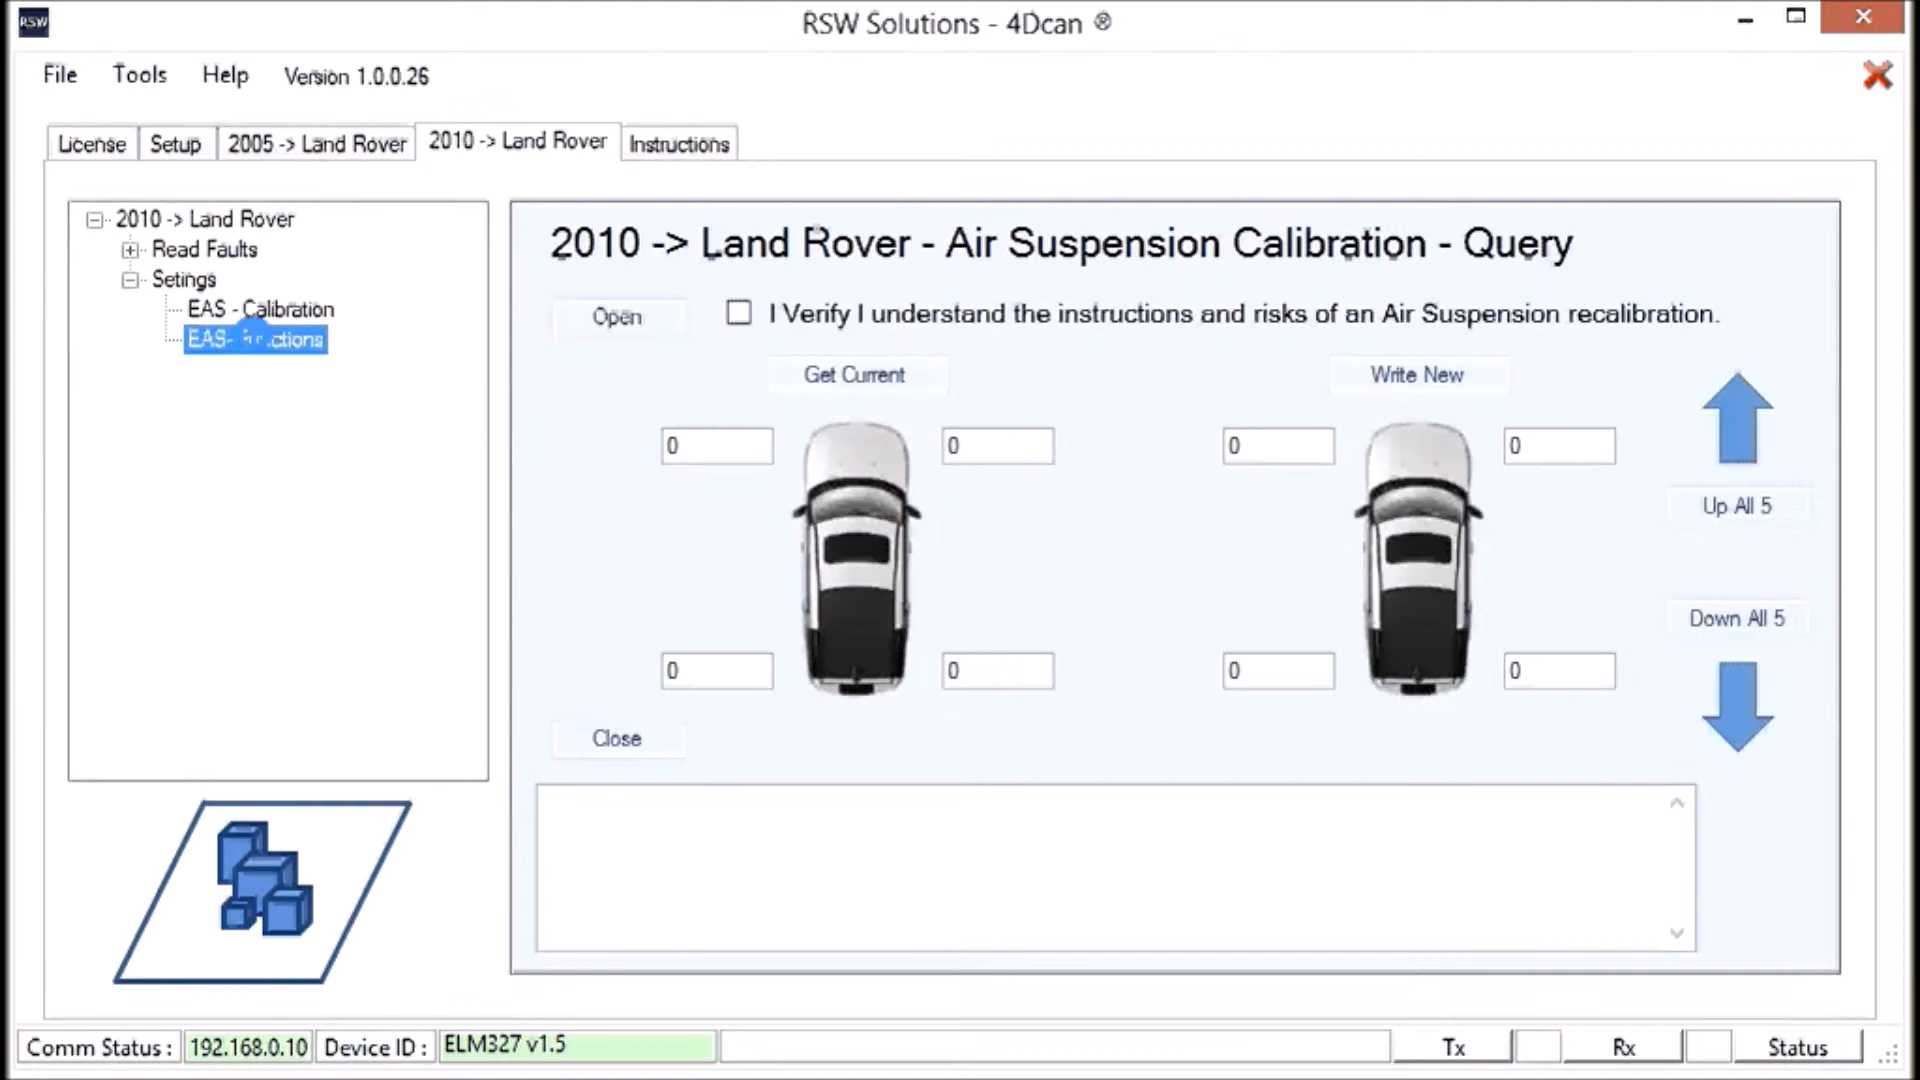 RSW
RSW Solutions - 4Dcan ®
File Tools Help Version 1.0.0.26
License Setup 2005 -> Land Rover 2010 -> Land Rover Instructions
2010 -> Land Rover
Read Faults
Setings
EAS - Calibration
EAS-
2010 -> Land Rover - Air Suspension Calibration - Query
Open I Verify I understand the instructions and risks of an Air Suspension recalibration.
Get Current Write New
0 0 0 0
Up All 5
Down All 5
0 0 0 0
Close
Comm Status : 192.168.0.10 Device ID : ELM327 v1.5 Tx Rx Status